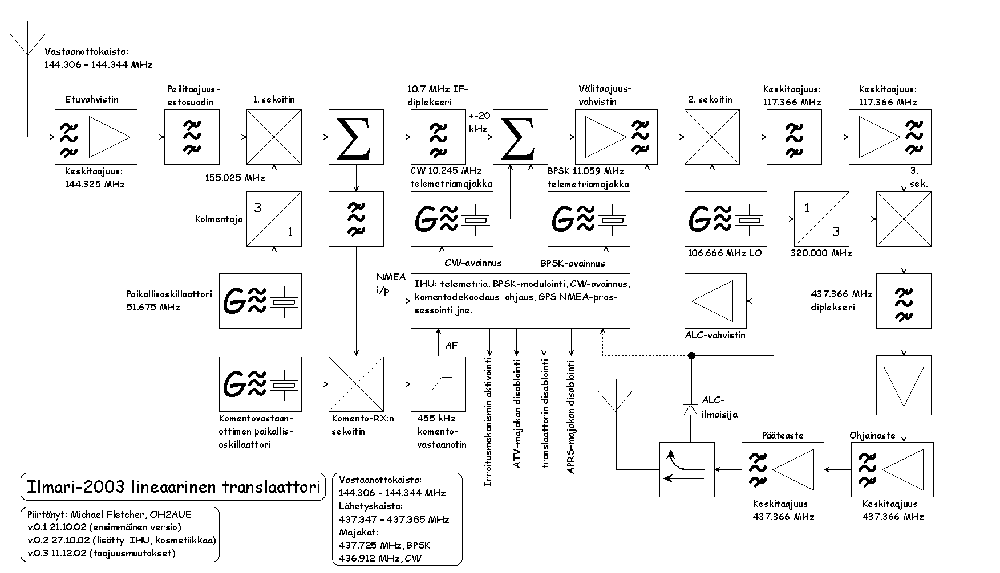 Vastaanottokaista:
144.306 - 144.344 MHz
Etuvahvistin
Keskitaajuus:
144.325 MHz
Peilitaajuus-
estosuodin
1. sekoitin
155.025 MHz
3
1
Kolmentaja
G
Paikallisoskillaattori
51.675 MHz
Σ
10.7 MHz IF-
diplekseri
+-20
kHz
Σ
Välitaajuus-
vahvistin
2. sekoitin
Keskitaajuus:
117.366 MHz
Keskitaajuus:
117.366 MHz
3.
sek.
CW 10.245 MHz
telemetriamajakka
G
BPSK 11.059 MHz
telemetriamajakka
G
G
106.666 MHz LO
1
3
320.000 MHz
CW-avainnus
BPSK-avainnus
NMEA
i/p
IHU: telemetria, BPSK-modulointi, CW-avainnus,
komentodekoodaus, ohjaus, GPS NMEA-pros-
sessointi jne.
ALC-vahvistin
437.366 MHz
diplekseri
AF
G
Komentovastaan-
ottimen paikallis-
oskillaattori
Komento-RX:n
sekoitin
455 kHz
komento-
vastaanotin
Irroitusmekanismin aktivointi
ATV-majakan disablointi
translaattorin disablointi
APRS-majakan disablointi
ALC-
ilmaisija
Pääteaste
Keskitaajuus
437.366 MHz
Ohjainaste
Keskitaajuus
437.366 MHz
Ilmari-2003 lineaarinen translaattori
Piirtänyt: Michael Fletcher, OH2AUE
v.0.1 21.10.02 (ensimmäinen versio)
v.0.2 27.10.02 (lisätty IHU, kosmetiikkaa)
v.0.3 11.12.02 (taajuusmuutokset)
Vastaanottokaista:
144.306 - 144.344 MHz
Lähetyskaista:
437.347 - 437.385 MHz
Majakat:
437.725 MHz, BPSK
436.912 MHz, CW